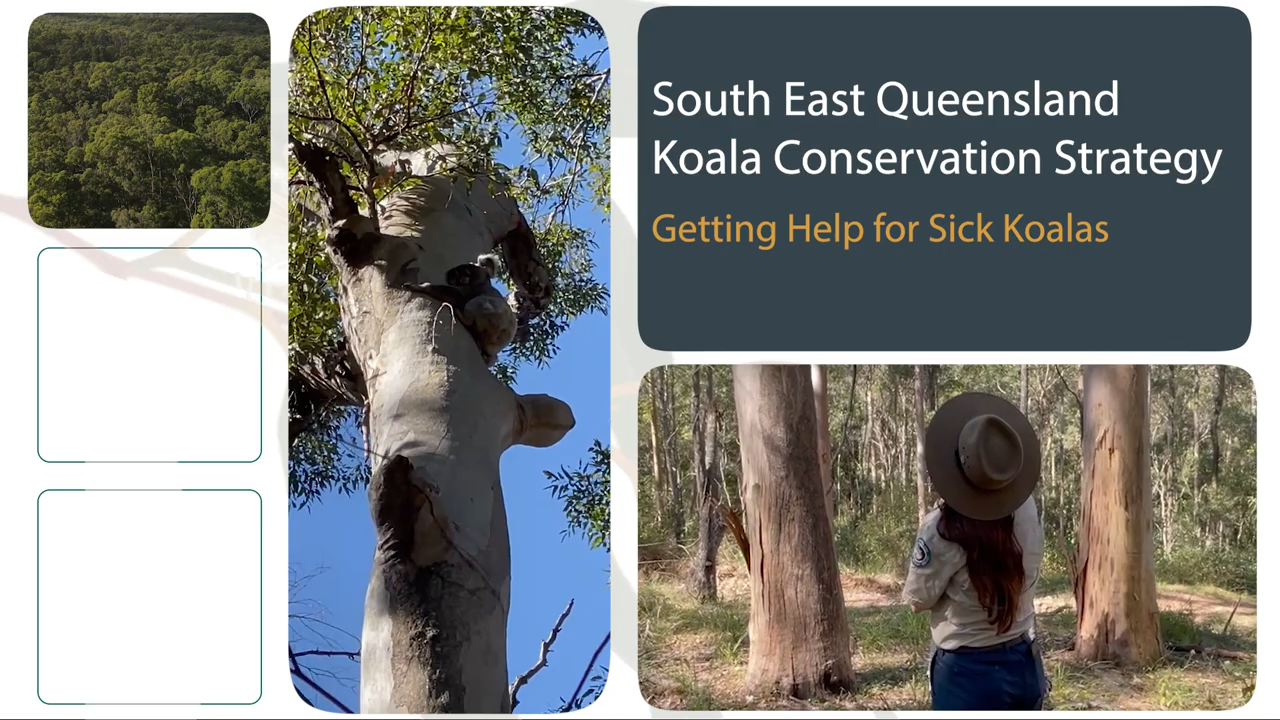 South East Queensland
Koala Conservation Strategy
Getting Help for Sick Koalas